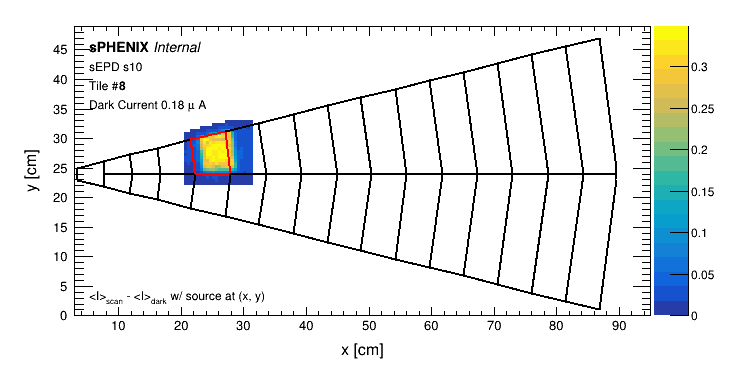 sPHENIX Internal
sEPD s10
Tile #8
Dark Current 0.18 μ A
<I>scan - <I>dark w/ source at (x, y)
y [cm]
45
40
35
30
25
20
15
10
5
0
10 20 30 40 50 60 70 80 90
x [cm]
0.3
0.25
0.2
0.15
0.1
0.05
0